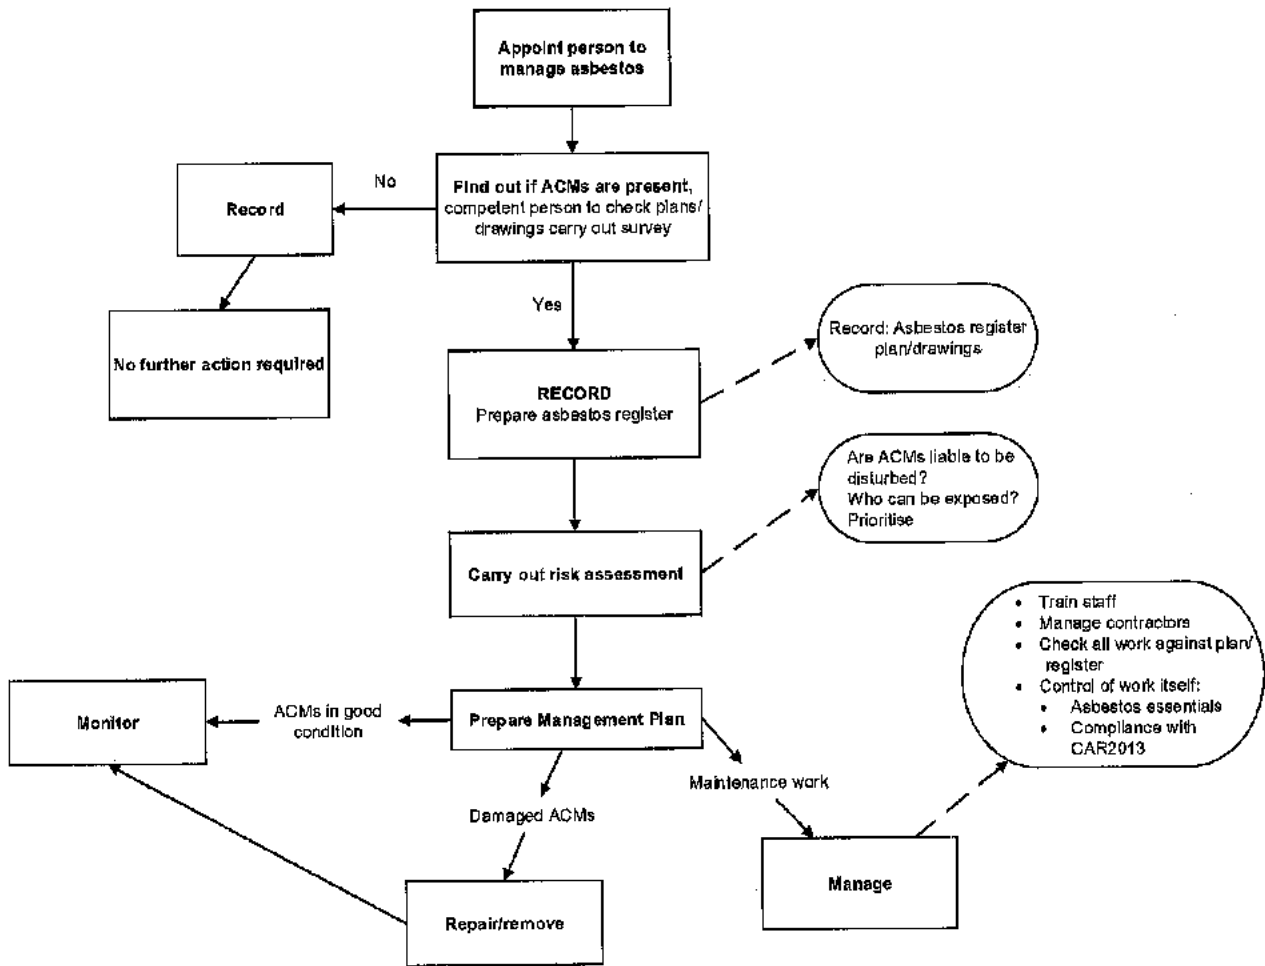 Appoint person to
manage asbestos
No
Find out if ACMs are present,
competent person to check plans/
drawings carry out survey
Record
Yes
No further action required
Record: Asbestos register
plan/drawings
RECORD
Prepare asbestos register
Are ACMs liable to be
disturbed?
Who can be exposed?
Prioritise
Carry out risk assessment
• Train staff
• Manage contractors
• Check all work against plan/
register
• Control of work itself:
• Asbestos essentials
• Compliance with
CAR2013
Monitor
ACMs in good
condition
Prepare Management Plan
Maintenance work
Damaged ACMs
Manage
Repair/remove